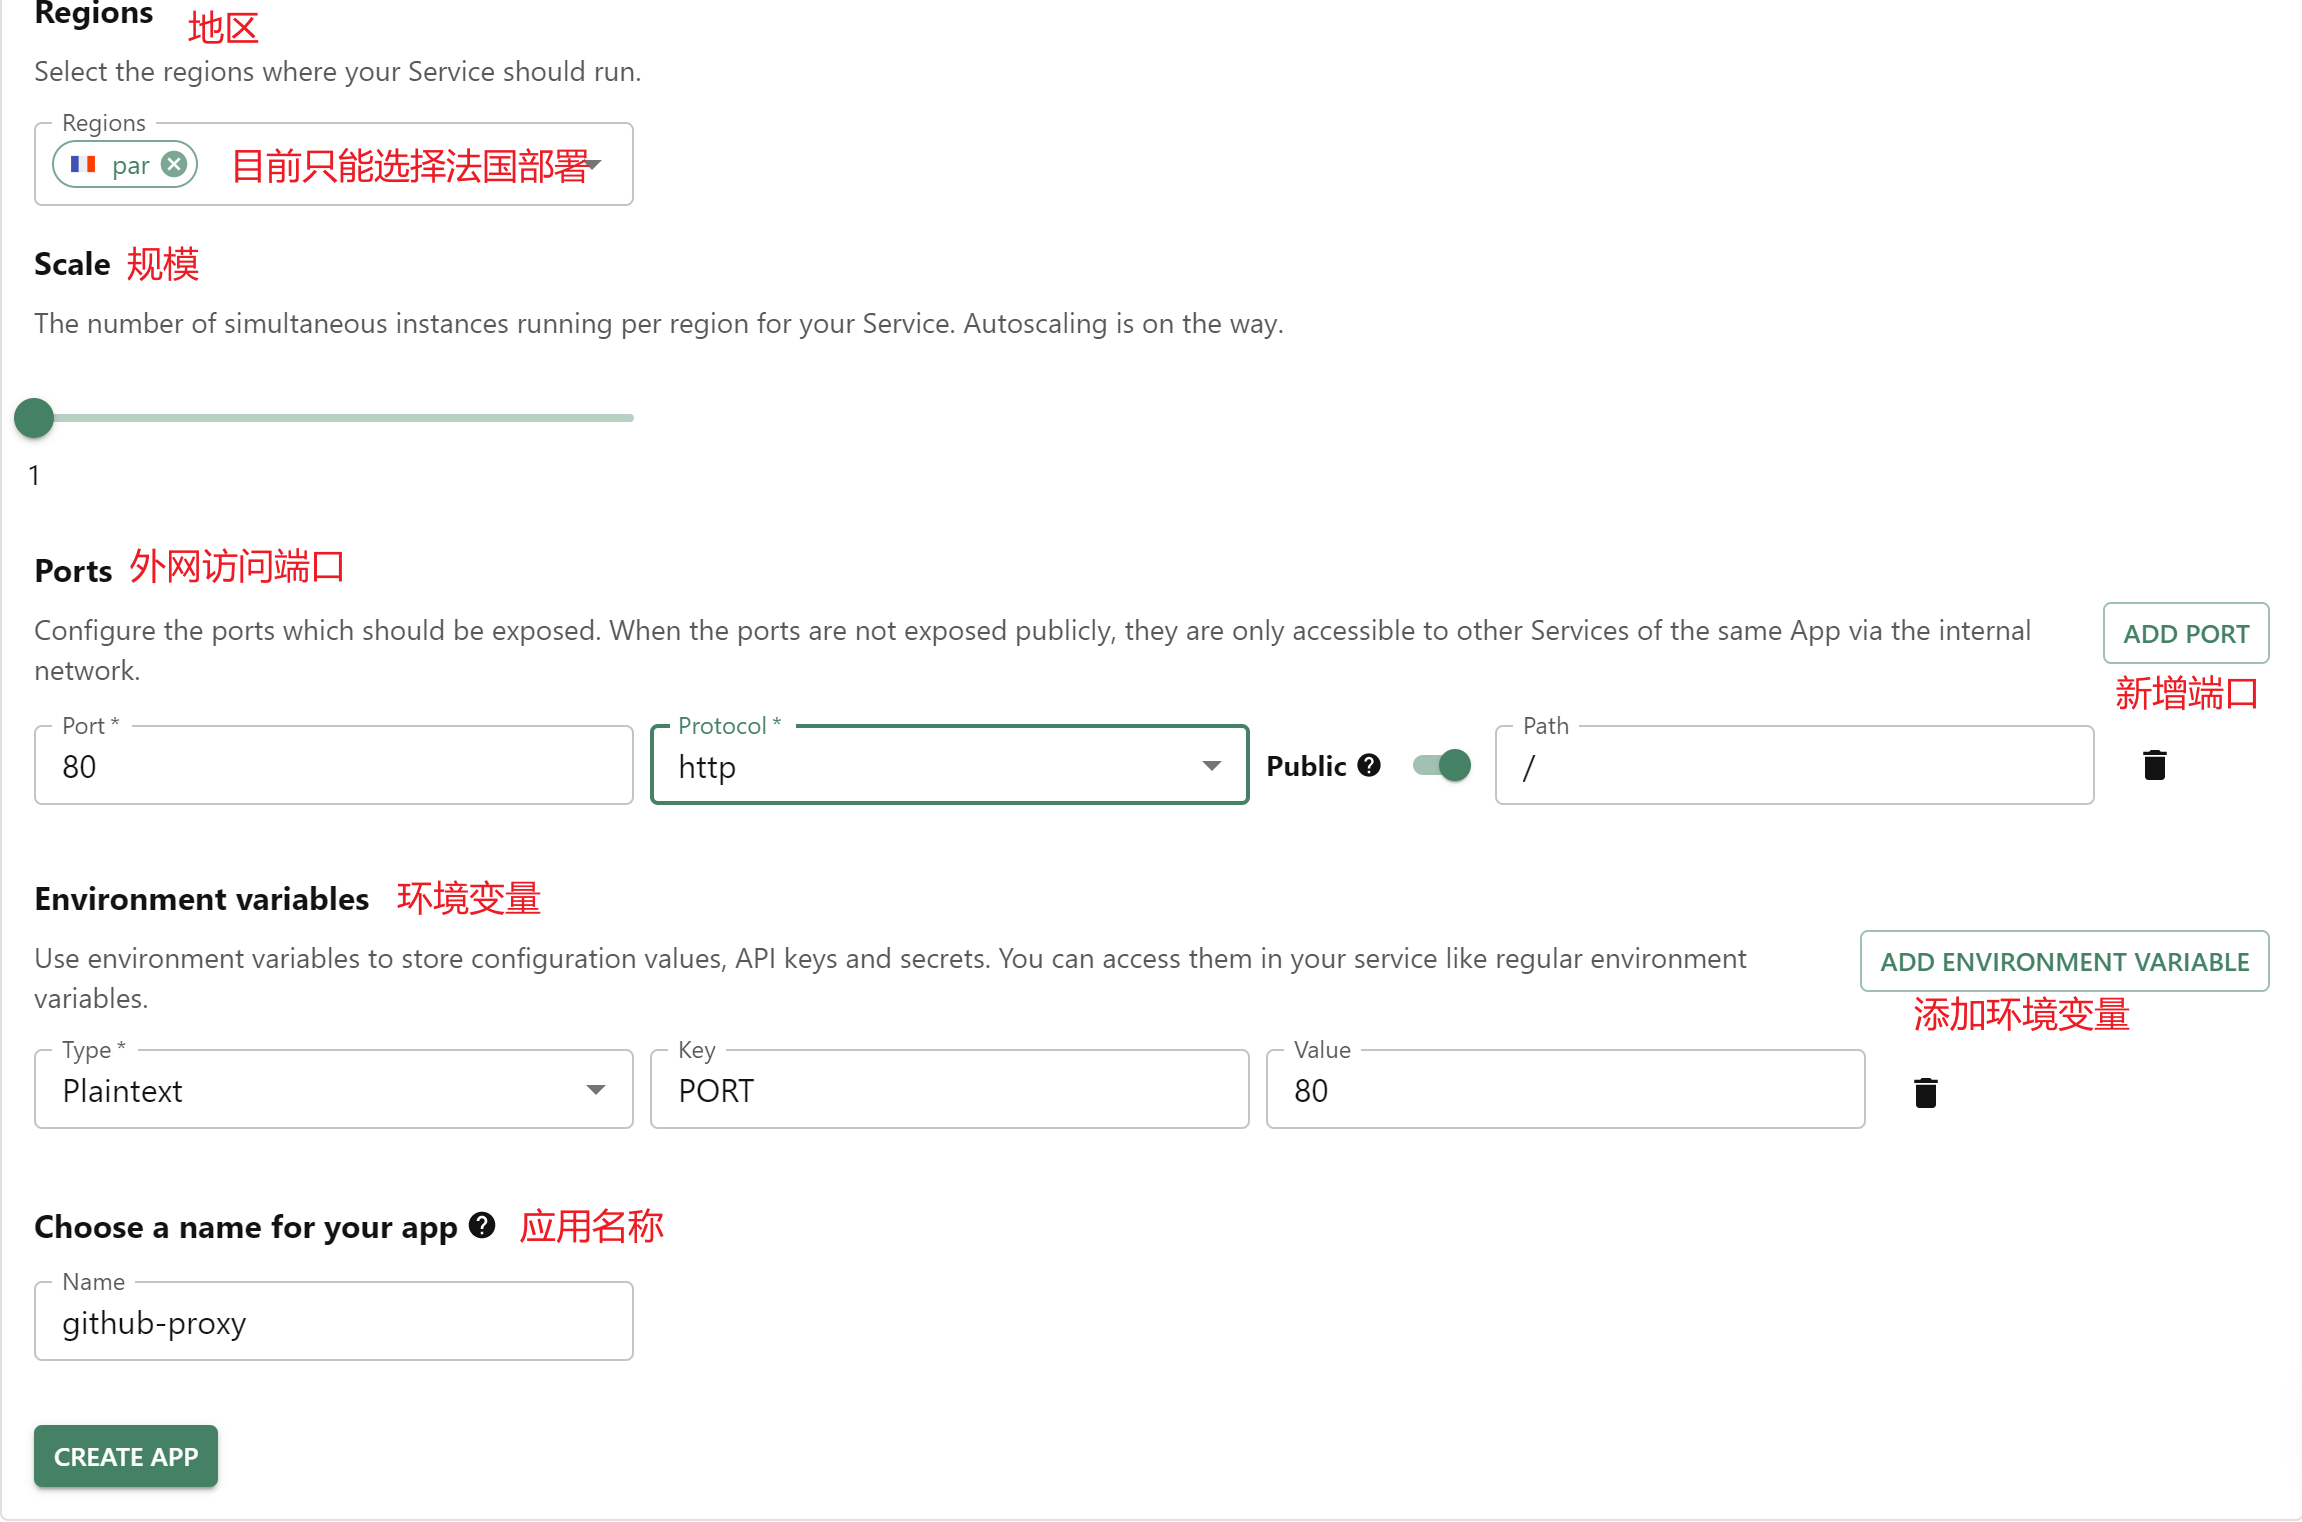 Regions 地区
Select the regions where your Service should run.
Regions
par 目前只能选择法国部署
Scale 规模
The number of simultaneous instances running per region for your Service. Autoscaling is on the way.
1
Ports 外网访问端口
Configure the ports which should be exposed. When the ports are not exposed publicly, they are only accessible to other Services of the same App via the internal
network.
ADD PORT
新增端口
Port *
80
Protocol *
http
Public ?
Path
/
Environment variables 环境变量
Use environment variables to store configuration values, API keys and secrets. You can access them in your service like regular environment
variables.
ADD ENVIRONMENT VARIABLE
添加环境变量
Type *
Plaintext
Key
PORT
Value
80
Choose a name for your app ? 应用名称
Name
github-proxy
CREATE APP